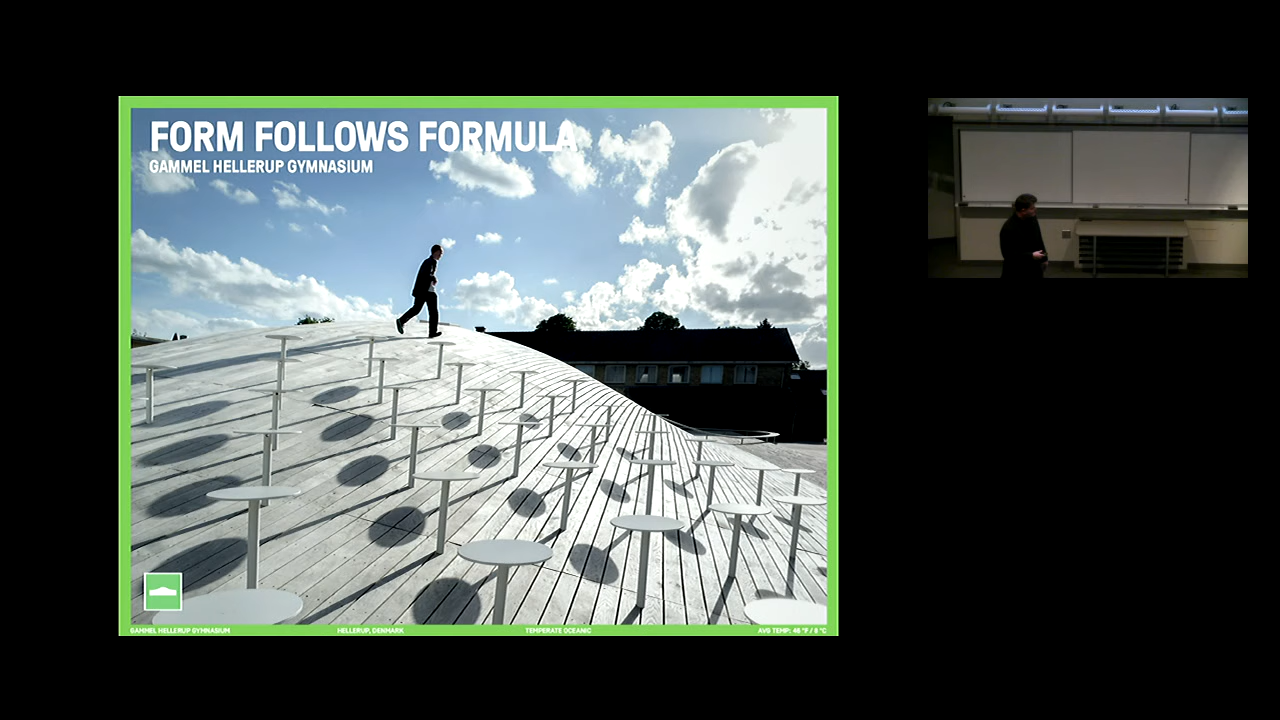 FORM FOLLOWS FORMULA
GAMMEL HELLERUP GYMNASIUM
GAMMEL HELLERUP GYMNASIUM HELLERUP, DENMARK TEMPERATE OCEANIC AVG TEMP: 46 °F / 8 °C